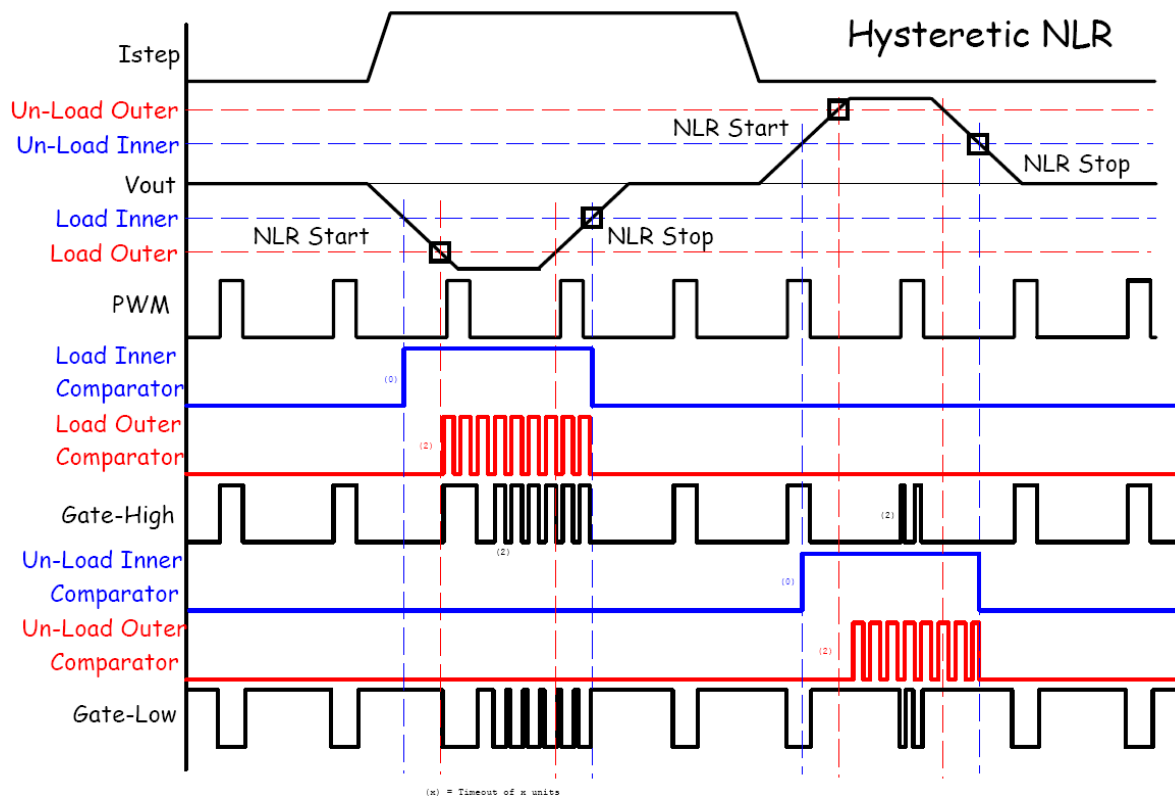 Hysteretic NLR
Istep
Un-Load Outer
NLR Start
Un-Load Inner
NLR Stop
Vout
Load Inner
NLR Start
NLR Stop
Load Outer
PWM
Load Inner
(0)
Comparator
Load Outer
(2)
Comparator
Gate-High
(2)
(2)
Un-Load Inner
(0)
Comparator
Un-Load Outer
(2)
Comparator
Gate-Low
(x) = Timeout of x units